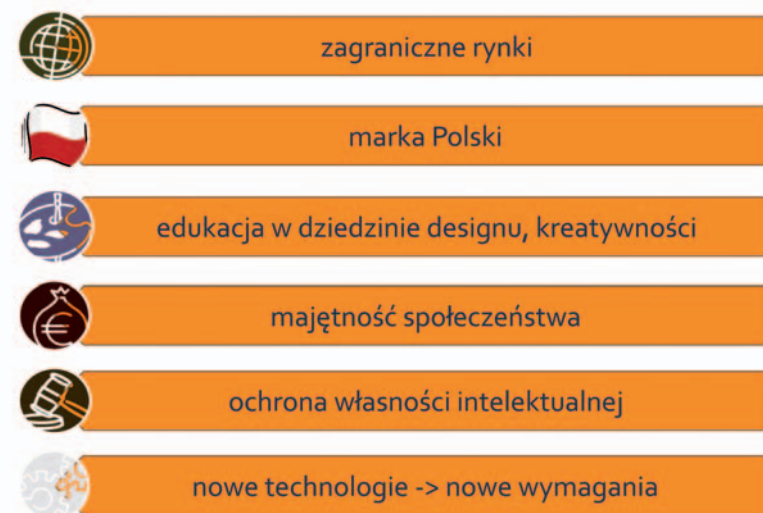 zagraniczne rynki
marka Polski
edukacja w dziedzinie designu, kreatywności
majętność społeczeństwa
ochrona własności intelektualnej
nowe technologie -> nowe wymagania